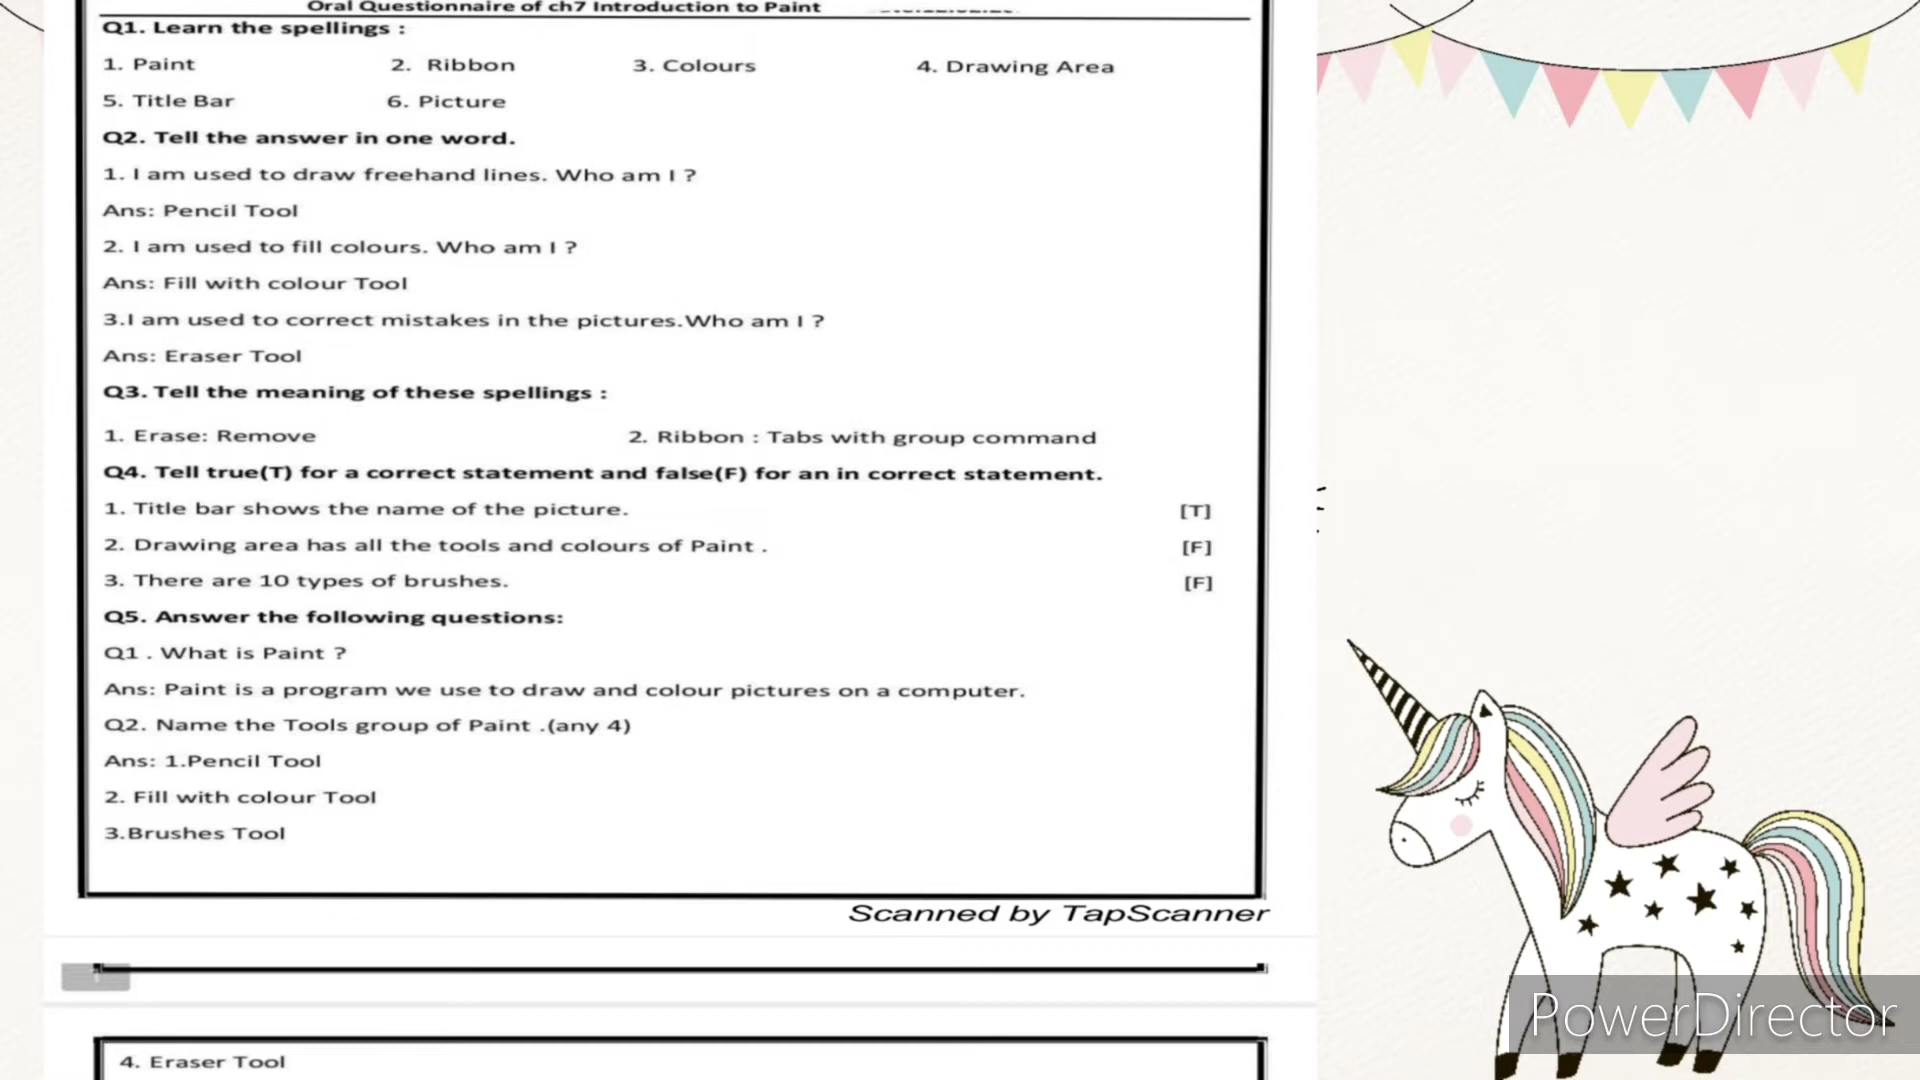 Oral Questionnaire of ch7 Introduction to Paint
Q1. Learn the spellings :
1. Paint 2. Ribbon 3. Colours 4. Drawing Area
5. Title Bar 6. Picture
Q2. Tell the answer in one word.
1. I am used to draw freehand lines. Who am I ?
Ans: Pencil Tool
2. I am used to fill colours. Who am I ?
Ans: Fill with colour Tool
3.I am used to correct mistakes in the pictures.Who am I ?
Ans: Eraser Tool
Q3. Tell the meaning of these spellings :
1. Erase: Remove 2. Ribbon : Tabs with group command
Q4. Tell true(T) for a correct statement and false(F) for an in correct statement.
1. Title bar shows the name of the picture. [T]
2. Drawing area has all the tools and colours of Paint . [F]
3. There are 10 types of brushes. [F]
Q5. Answer the following questions:
Q1 . What is Paint ?
Ans: Paint is a program we use to draw and colour pictures on a computer.
Q2. Name the Tools group of Paint .(any 4)
Ans: 1.Pencil Tool
2. Fill with colour Tool
3.Brushes Tool
Scanned by TapScanner
4. Eraser Tool
PowerDirector